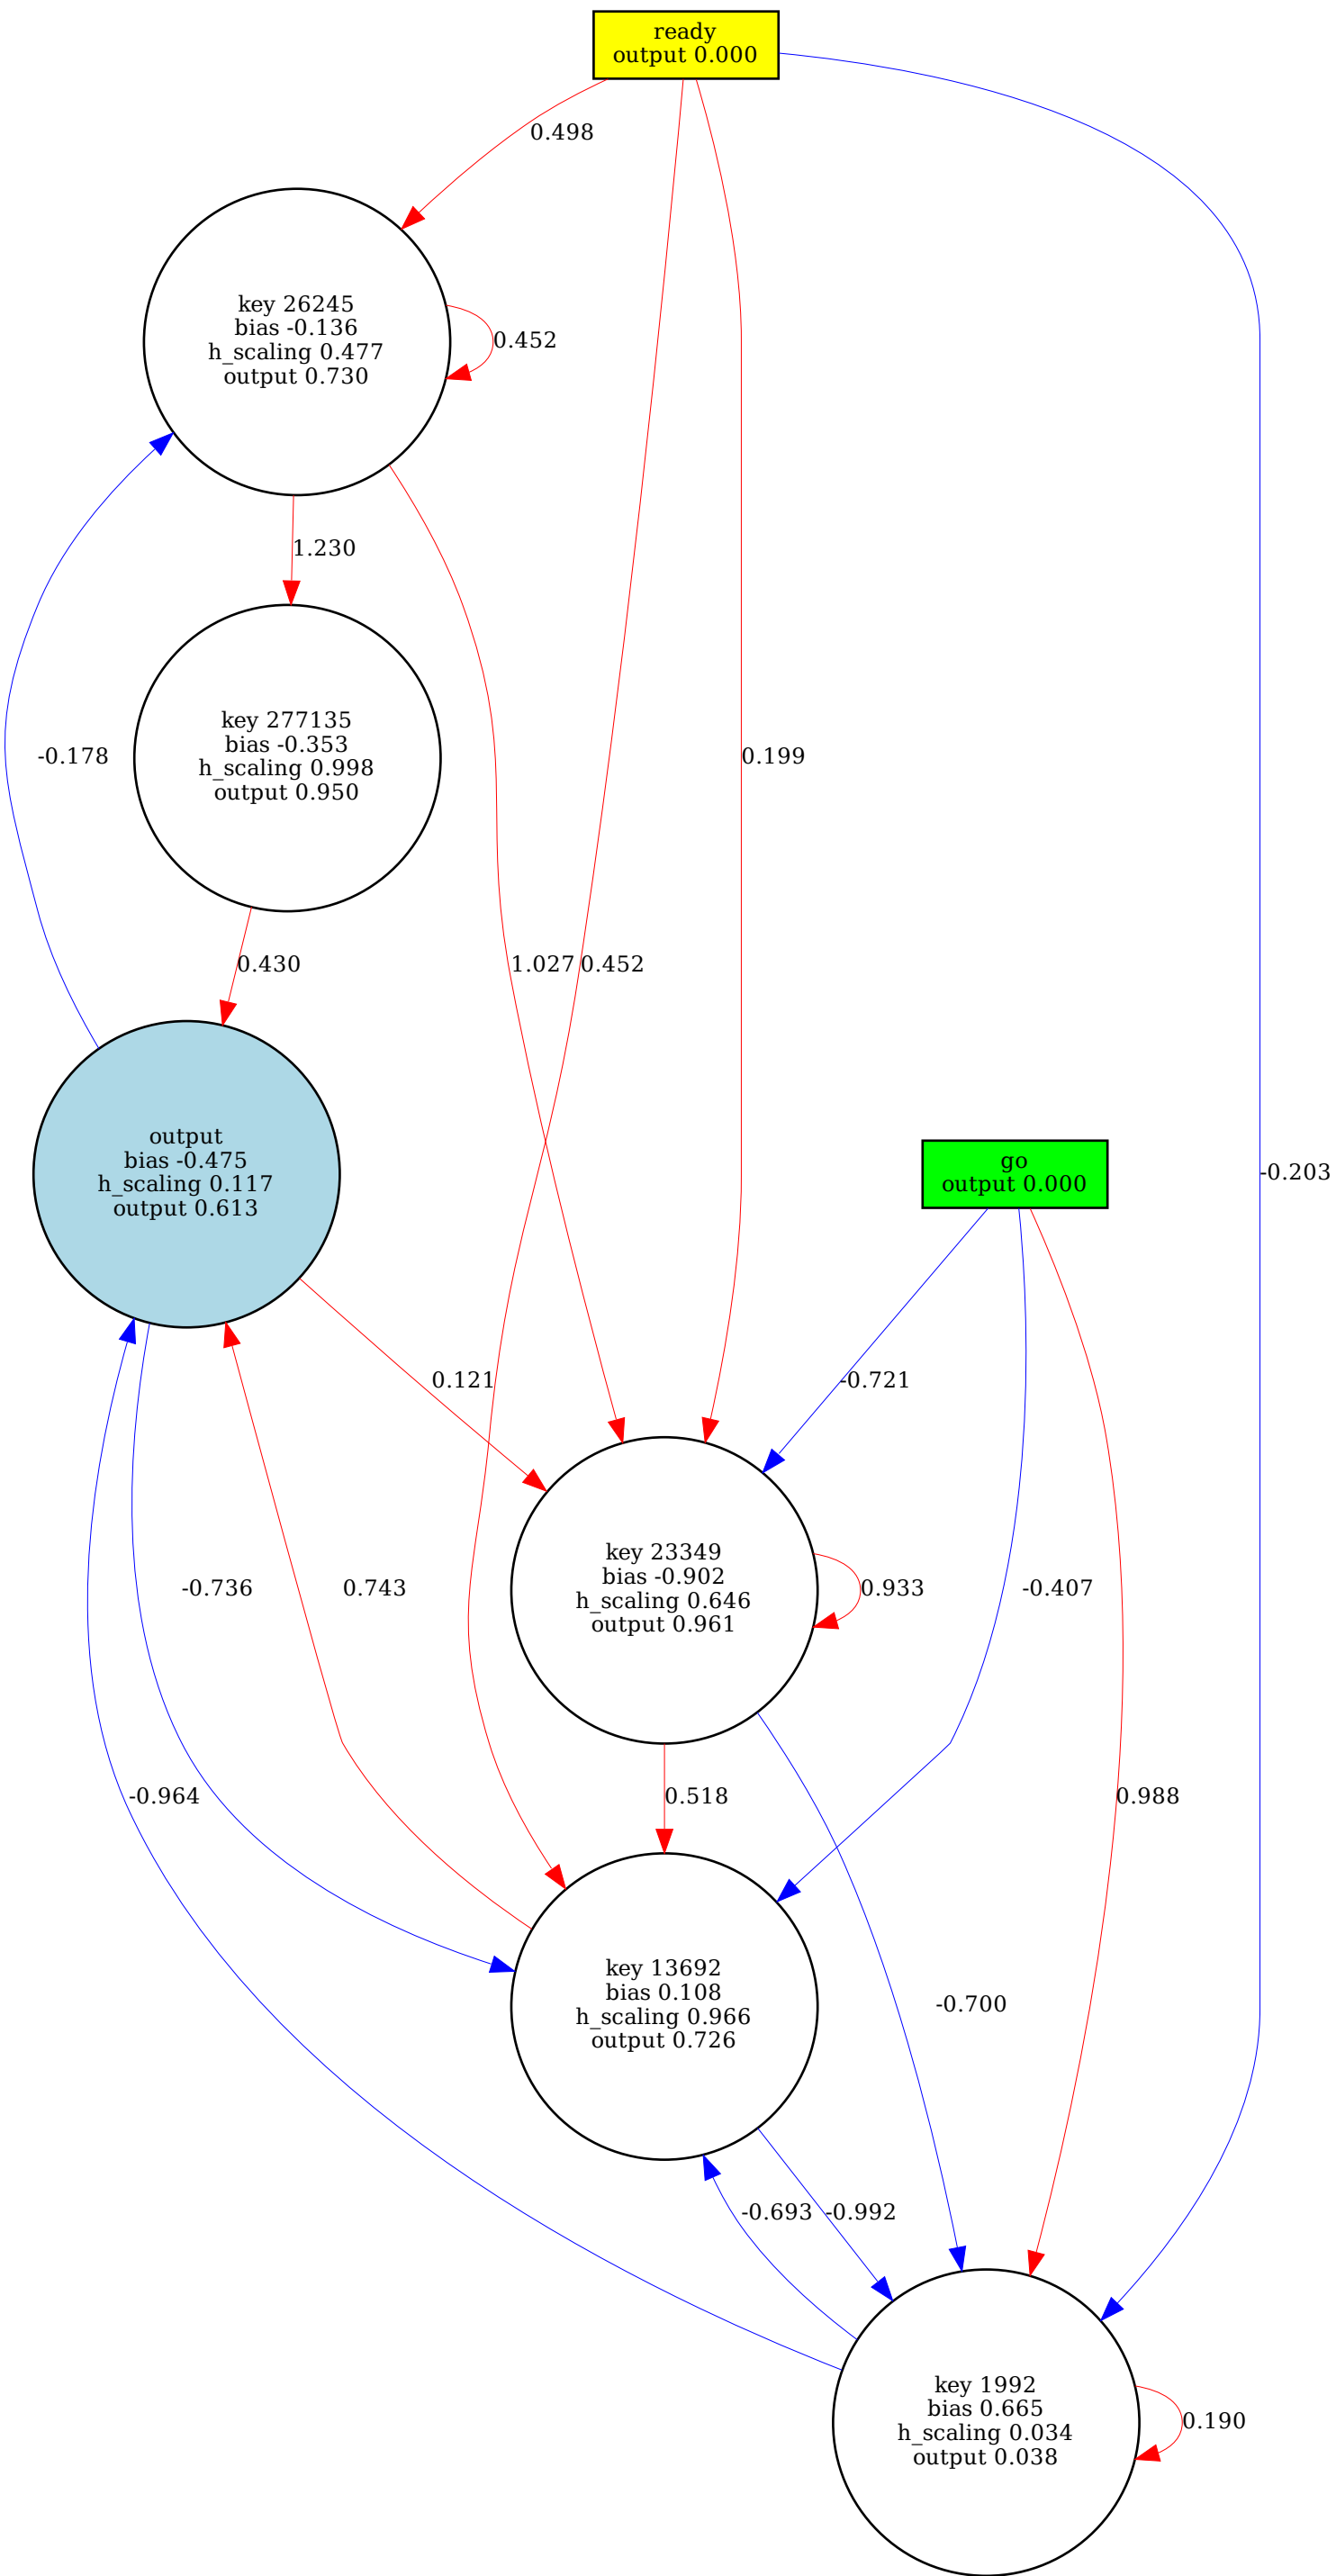 ready
output 0.000
0.498
key 26245
bias -0.136
h_scaling 0.477
output 0.730
0.452
1.230
key 277135
bias -0.353
h_scaling 0.998
output 0.950
-0.178
0.199
0.430
1.027
0.452
output
bias -0.475
h_scaling 0.117
output 0.613
go
output 0.000
-0.203
0.121
-0.721
key 23349
bias -0.902
h_scaling 0.646
output 0.961
0.933
-0.736
0.743
-0.407
-0.964
0.518
0.988
key 13692
bias 0.108
h_scaling 0.966
output 0.726
-0.700
-0.693
-0.992
key 1992
bias 0.665
h_scaling 0.034
output 0.038
0.190